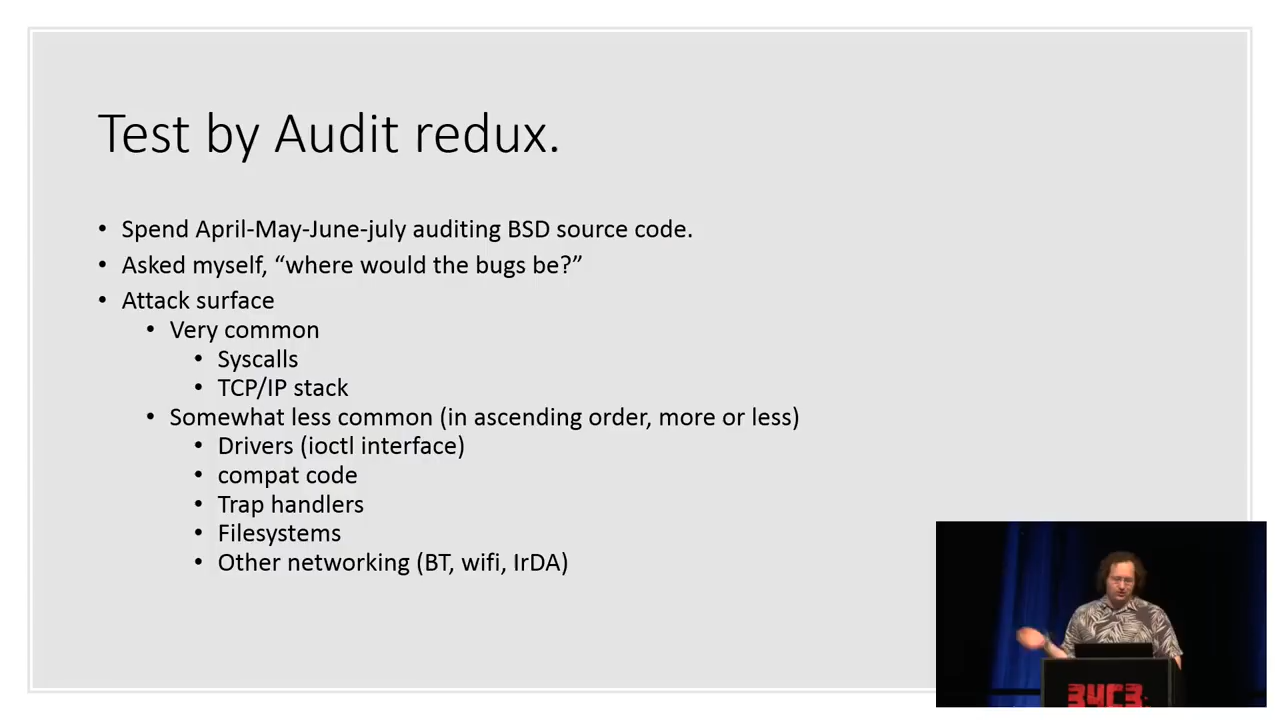 Test by Audit redux.
• Spend April-May-June-july auditing BSD source code.
• Asked myself, “where would the bugs be?”
• Attack surface
• Very common
• Syscalls
• TCP/IP stack
• Somewhat less common (in ascending order, more or less)
• Drivers (ioctl interface)
• compat code
• Trap handlers
• Filesystems
• Other networking (BT, wifi, IrDA)
34C3